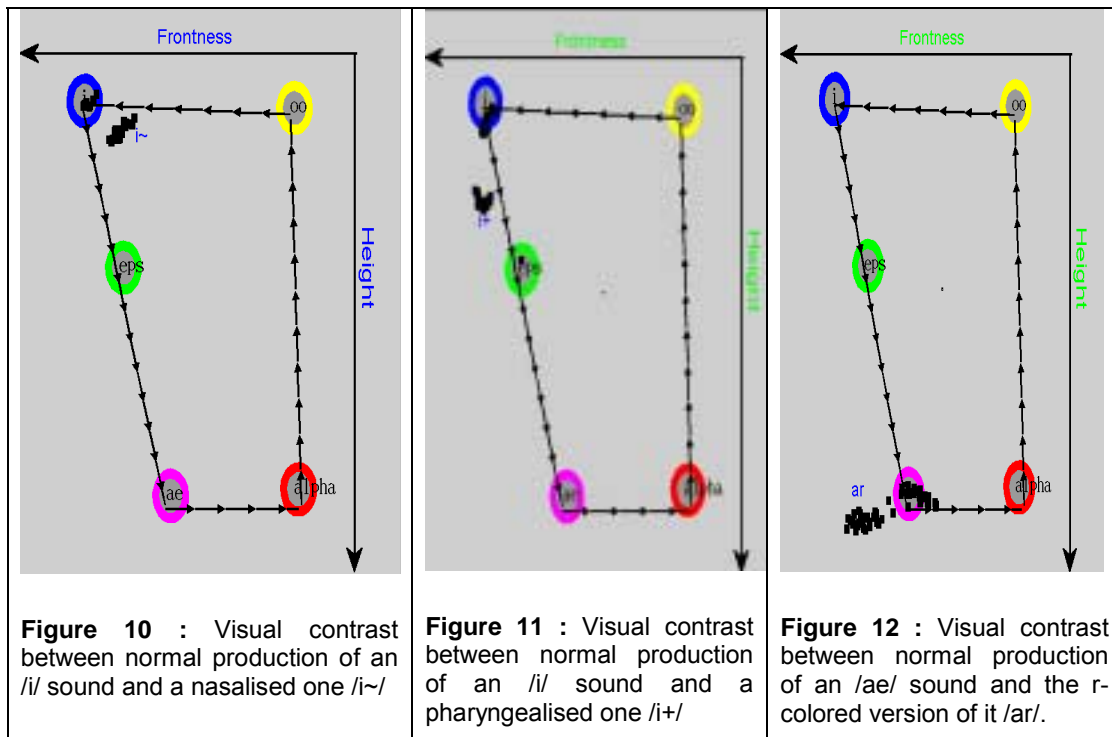 Frontness
i
oo
i~
eps
Height
ae
alpha
Figure 10 : Visual contrast
between normal production of an
/i/ sound and a nasalised one /i~/
Frontness
oo
i+
Height
ae
alpha
Figure 11 : Visual contrast
between normal production
of an /i/ sound and a
pharyngealised one /i+/
Frontness
i
oo
eps
Height
ar
alpha
Figure 12 : Visual contrast
between normal production
of an /ae/ sound and the r-
colored version of it /ar/.